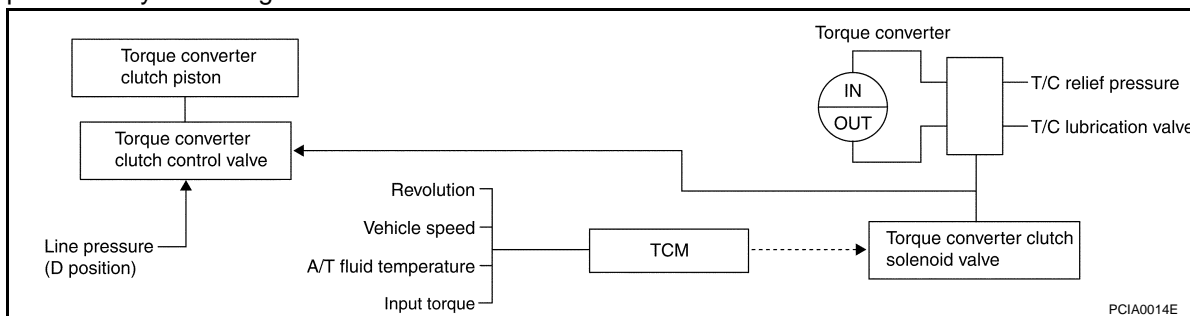 Torque converter
clutch piston
Torque converter
clutch control valve
Line pressure
(D position)
Revolution
Vehicle speed
A/T fluid temperature
Input torque
TCM
Torque converter
IN
OUT
T/C relief pressure
T/C lubrication valve
Torque converter clutch
solenoid valve
PCIA0014E